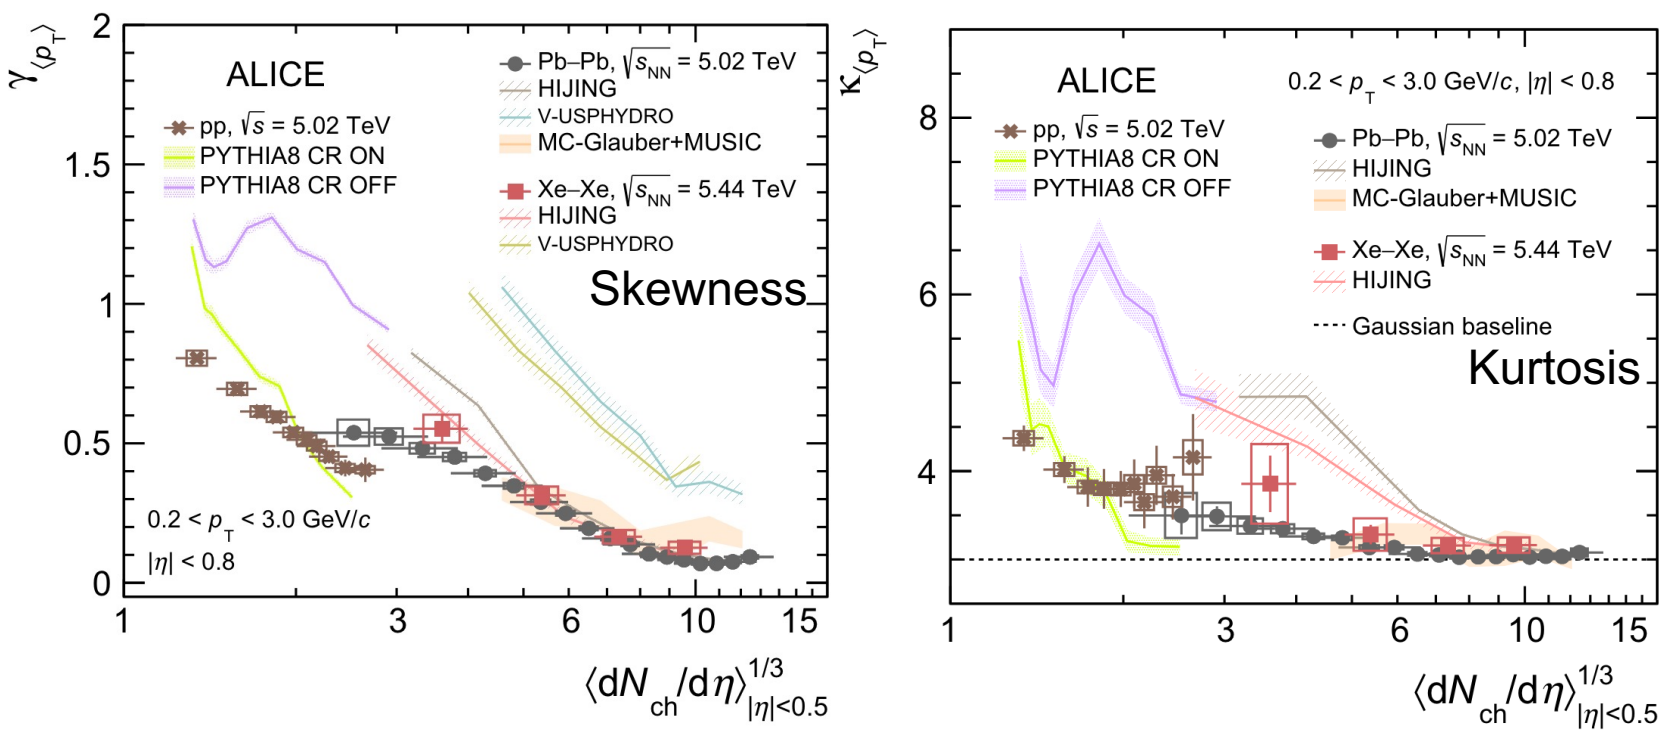 2
1.5
1
0.5
0
γ⟨pT⟩
ALICE
pp, √s = 5.02 TeV
PYTHIA8 CR ON
PYTHIA8 CR OFF
Pb–Pb, √sNN = 5.02 TeV
HIJING
V-USPHYDRO
MC-Glauber+MUSIC
Xe–Xe, √sNN = 5.44 TeV
HIJING
V-USPHYDRO
Skewness
0.2 < pT < 3.0 GeV/c
|η| < 0.8
1 3 6 10 15
⟨dNch/dη⟩1/3|η|<0.5
κ⟨pT⟩
8
6
4
ALICE
0.2 < pT < 3.0 GeV/c, |η| < 0.8
pp, √s = 5.02 TeV
PYTHIA8 CR ON
PYTHIA8 CR OFF
Pb–Pb, √sNN = 5.02 TeV
HIJING
MC-Glauber+MUSIC
Xe–Xe, √sNN = 5.44 TeV
HIJING
Gaussian baseline
Kurtosis
1 3 6 10 15
⟨dNch/dη⟩1/3|η|<0.5